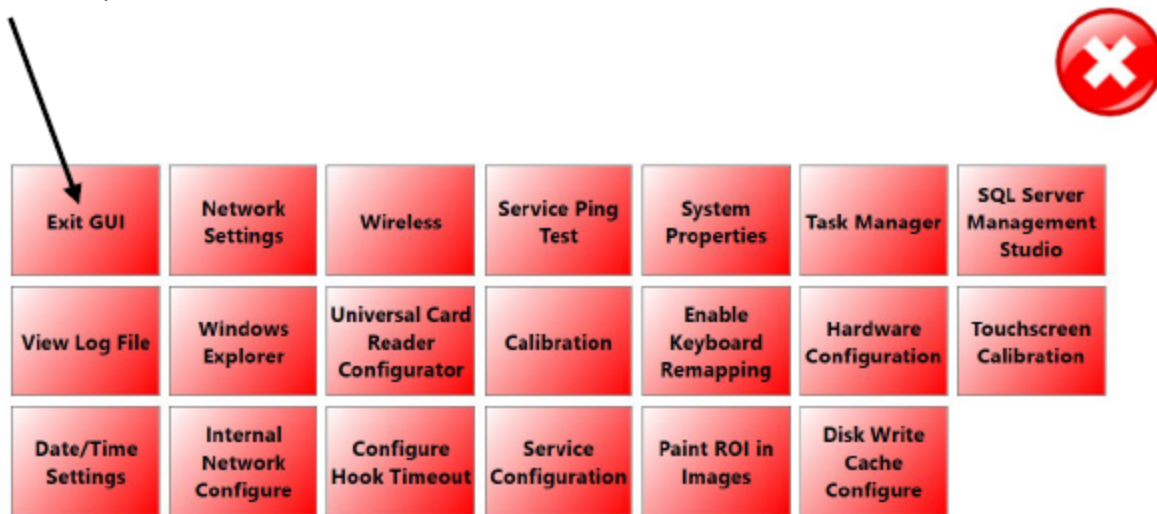 Exit GUI
Network
Settings
Wireless
Service Ping
Test
System
Properties
Task Manager
SQL Server
Management
Studio
View Log File
Windows
Explorer
Universal Card
Reader
Configurator
Calibration
Enable
Keyboard
Remapping
Hardware
Configuration
Touchscreen
Calibration
Date/Time
Settings
Internal
Network
Configure
Configure
Hook Timeout
Service
Configuration
Paint ROI in
Images
Disk Write
Cache
Configure